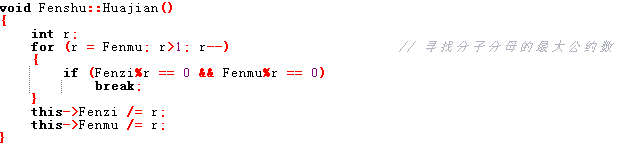 void Fenshu::Huajian()
{
    int r;
    for (r = Fenmu; r>1; r--)                    // 寻找分子分母的最大公约数
    {
        if (Fenzi%r == 0 && Fenmu%r == 0)
            break;
    }
    this->Fenzi /= r;
    this->Fenmu /= r;
}